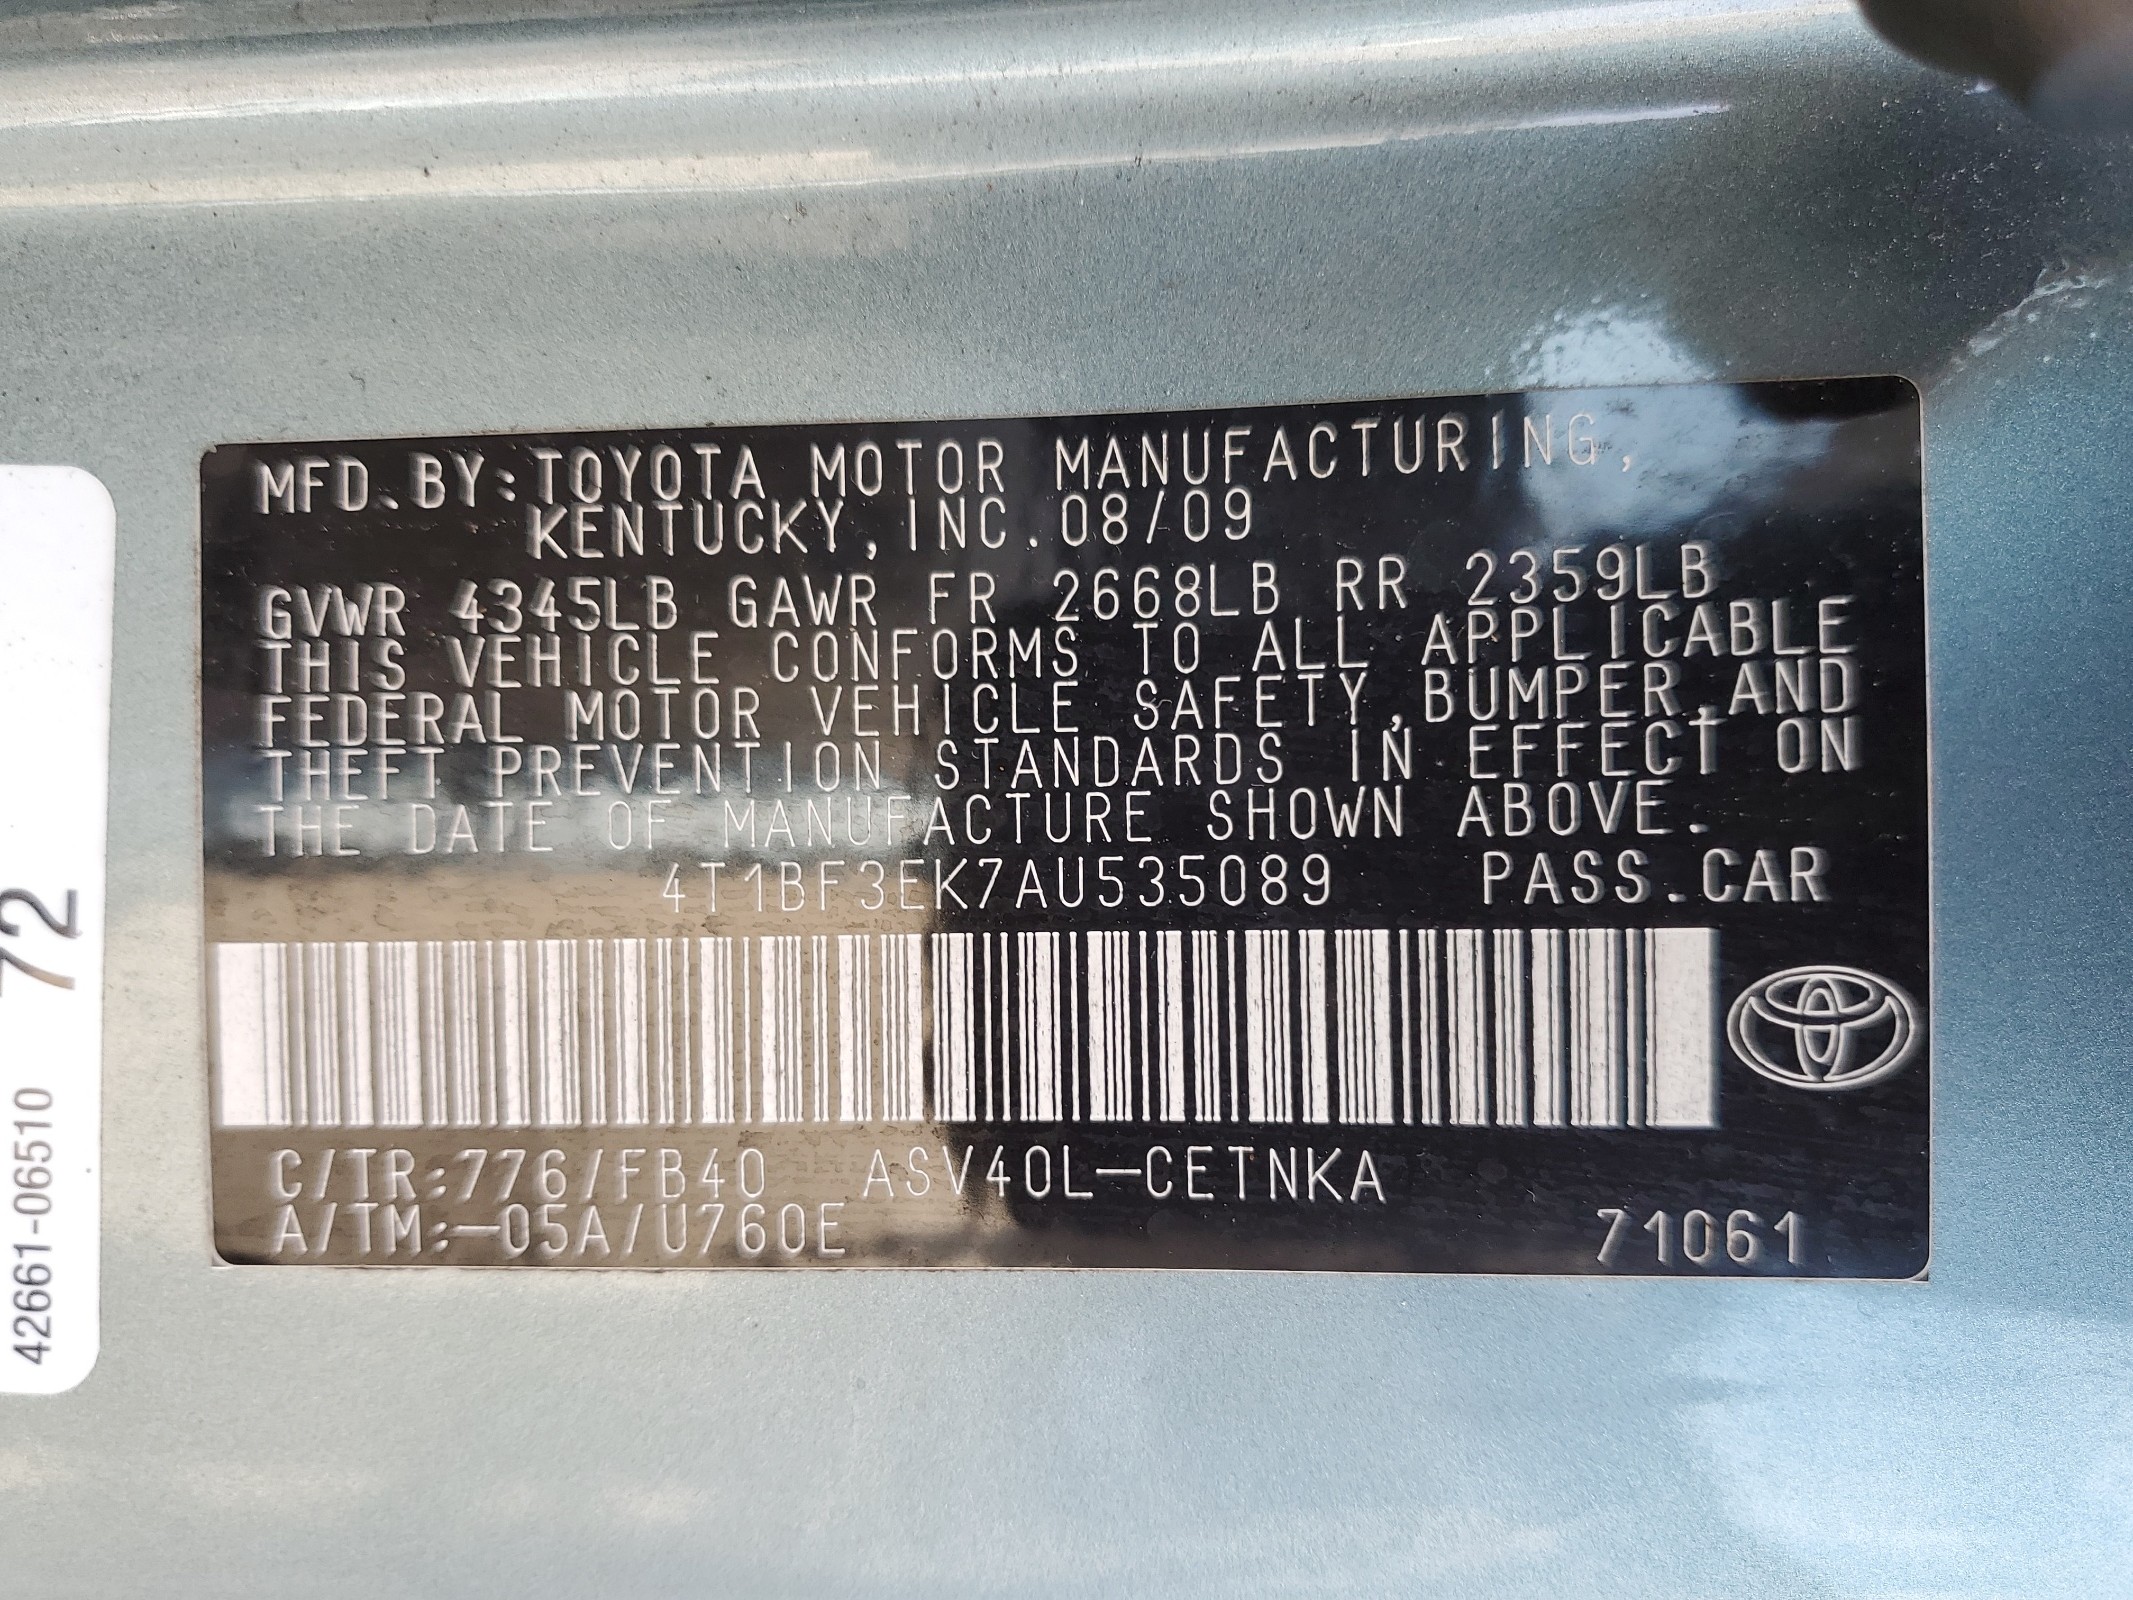 MFD.BY:TOYOTA MOTOR MANUFACTURING,
KENTUCKY, INC. 08/09
GVWR 4345LB GAWR FR 2668LB RR 2359LB
THIS VEHICLE CONFORMS TO ALL APPLICABLE
FEDERAL MOTOR VEHICLE SAFETY, BUMPER, AND
THEFT PREVENTION STANDARDS IN EFFECT ON
THE DATE OF MANUFACTURE SHOWN ABOVE.
4T1BF3EK7AU535089 PASS.CAR
C/TR:776/FB40 ASV40L-CETNKA
A/TM:-05A/U760E
71061
42661-06510 72